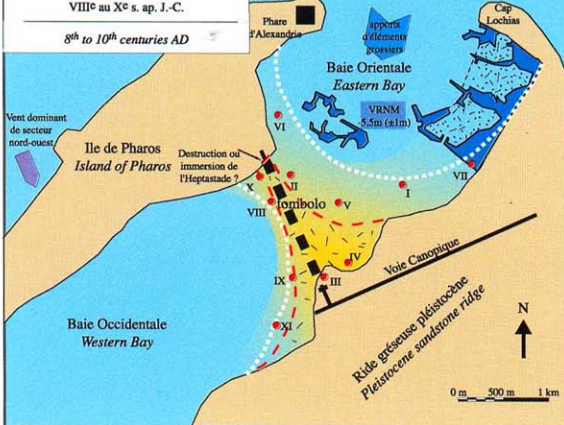 VIIIe au Xe s. ap. J.-C.
8th to 10th centuries AD
Phare
d'Alexandrie
apports
d'éléments
grossiers
Cap
Lochias
Baie Orientale
Eastern Bay
VRNM
-5,5m (±1m)
Vent dominant
de secteur
nord-ouest
Ile de Pharos
Island of Pharos
Destruction ou
immersion de
l'Heptastade ?
VI
VII
X
II
I
VIII
tombolo
V
IV
Voie Canopique
IX
III
XI
Baie Occidentale
Western Bay
Ride gréseuse pléistocène
Pleistocene sandstone ridge
N
0 m 500 m 1 km